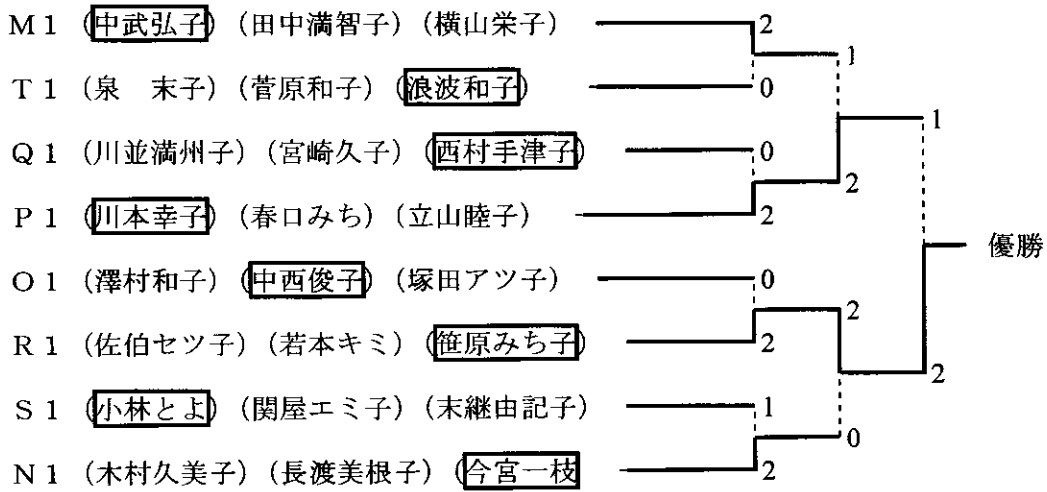 M1 (中武弘子) (田中満智子) (横山栄子) 2
1
T1 (泉　末子) (菅原和子) (浪波和子) 0
1
Q1 (川並満州子) (宮崎久子) (西村手津子) 0
2
P1 (川本幸子) (春口みち) (立山睦子) 2
優勝
O1 (澤村和子) (中西俊子) (塚田アツ子) 0
2
R1 (佐伯セツ子) (若本キミ) (笹原みち子) 2
2
S1 (小林とよ) (関屋エミ子) (末継由記子) 1
0
N1 (木村久美子) (長渡美根子) (今宮一枝 2